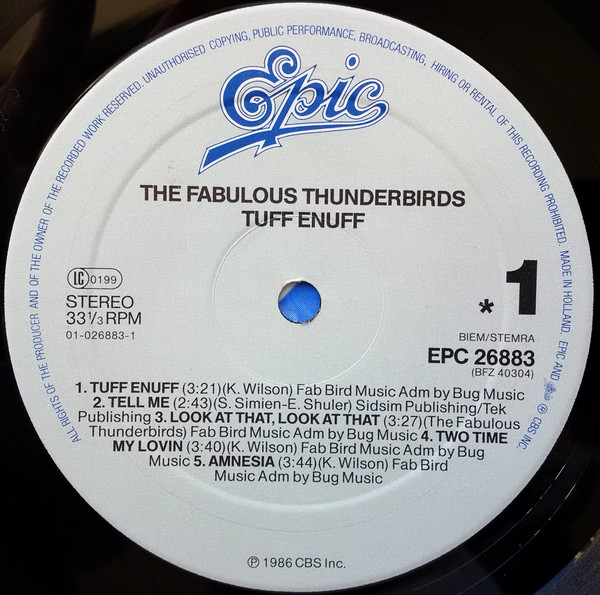 ALL RIGHTS OF THE PRODUCER AND OF THE OWNER OF THE RECORDED WORK RESERVED. UNAUTHORISED COPYING, PUBLIC PERFORMANCE, BROADCASTING, HIRING OR RENTAL OF THIS RECORDING PROHIBITED. MADE IN HOLLAND. EPIC AND ℗ CBS INC.
Epic
THE FABULOUS THUNDERBIRDS
TUFF ENUFF
LC 0199
STEREO
33 1/3 RPM
01-026883-1
* 1
BIEM/STEMRA
EPC 26883
(BFZ 40304)
1. TUFF ENUFF (3:21)(K. Wilson) Fab Bird Music Adm by Bug Music
2. TELL ME (2:43)(S. Simien-E. Shuler) Sidsim Publishing/Tek
Publishing 3. LOOK AT THAT, LOOK AT THAT (3:27)(The Fabulous
Thunderbirds) Fab Bird Music Adm by Bug Music 4. TWO TIME
MY LOVIN (3:40)(K. Wilson) Fab Bird Music Adm by Bug
Music 5. AMNESIA (3:44)(K. Wilson) Fab Bird
Music Adm by Bug Music
℗ 1986 CBS Inc.